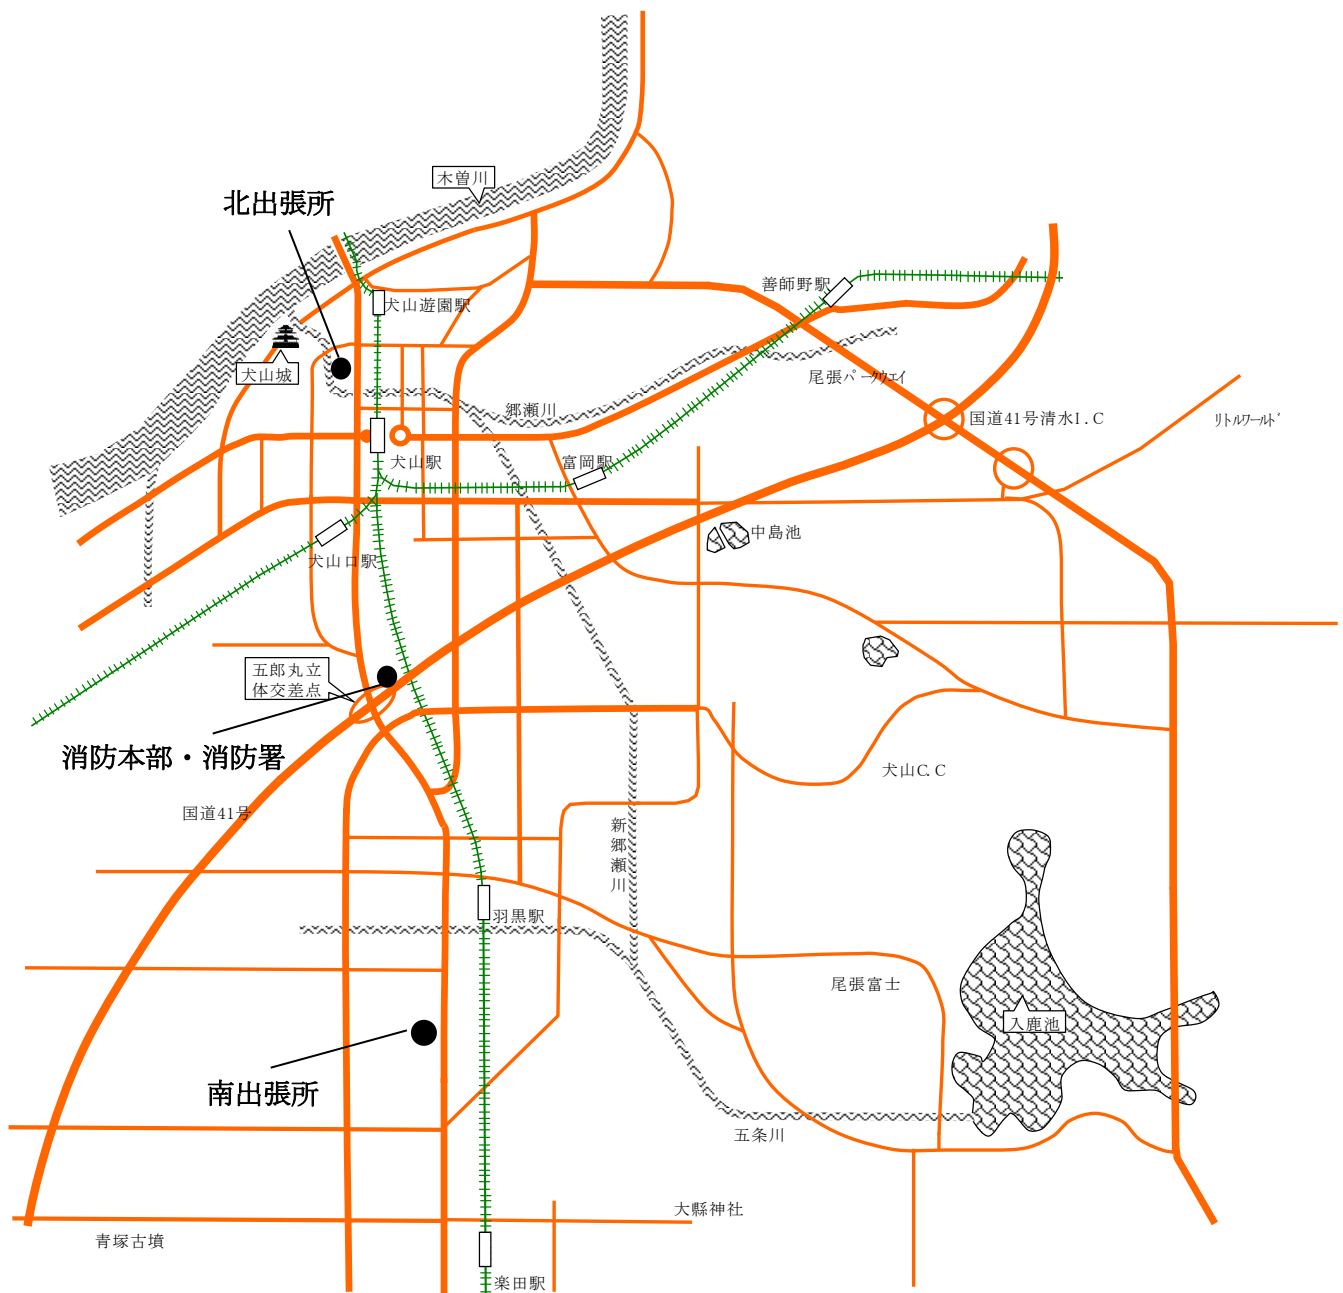 木曽川
北出張所
善師野駅
犬山遊園駅
犬山城
尾張パークウエイ
郷瀬川
国道41号清水I.C
リトルワールド
犬山駅
富岡駅
中島池
犬山口駅
五郎丸立
体交差点
消防本部・消防署
犬山C.C
国道41号
新郷瀬川
羽黒駅
尾張富士
入鹿池
南出張所
五条川
大縣神社
青塚古墳
楽田駅